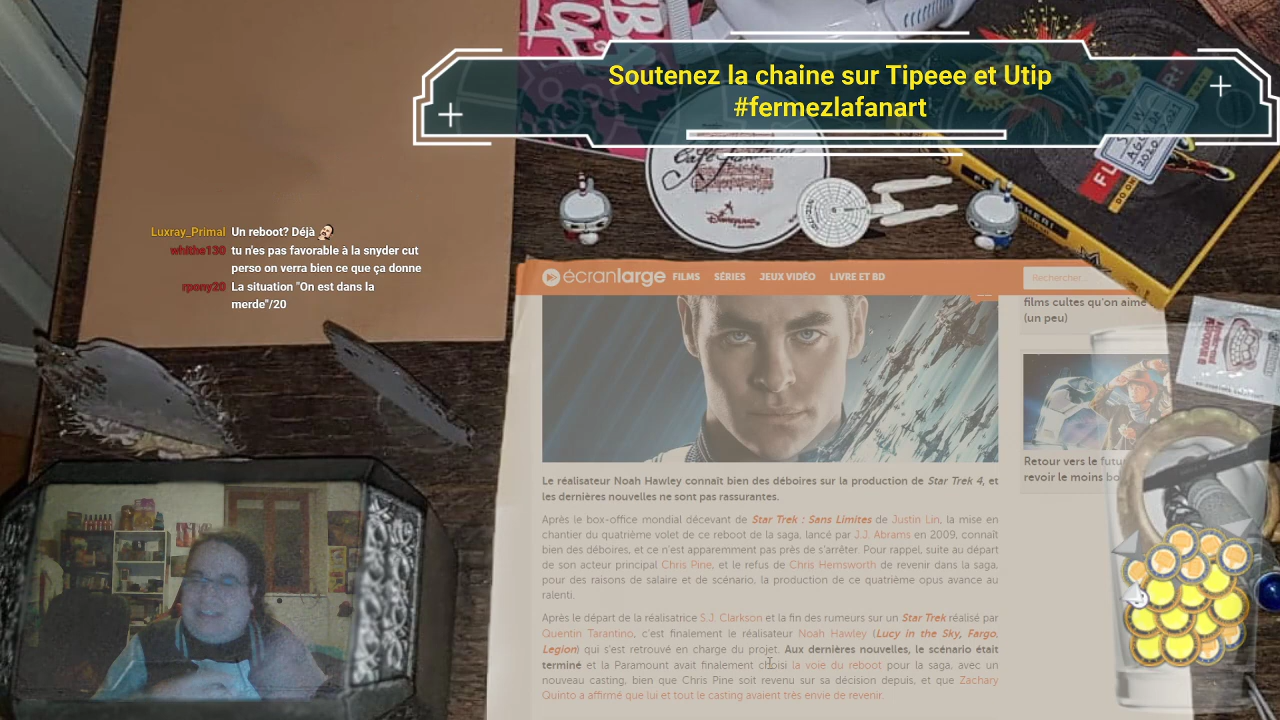 Soutenez la chaine sur Tipeee et Utip
#fermezlafanart
Luxray_Primal Un reboot? Déjà
whithe130 tu n'es pas favorable à la snyder cut
perso on verra bien ce que ça donne
rpony20 La situation "On est dans la
merde"/20
écranlarge FILMS SÉRIES JEUX VIDÉO LIVRE ET BD
Rechercher
films cultes qu'on aime
(un peu)
Retour vers le futur
revoir le moins bo
Le réalisateur Noah Hawley connaît bien des déboires sur la production de Star Trek 4, et
les dernières nouvelles ne sont pas rassurantes.
Après le box-office mondial décevant de Star Trek : Sans Limites de Justin Lin, la mise en
chantier du quatrième volet de ce reboot de la saga, lancé par J.J. Abrams en 2009, connaît
bien des déboires, et ce n'est apparemment pas près de s'arrêter. Pour rappel, suite au départ
de son acteur principal Chris Pine, et le refus de Chris Hemsworth de revenir dans la saga,
pour des raisons de salaire et de scénario, la production de ce quatrième opus avance au
ralenti.
Après le départ de la réalisatrice S.J. Clarkson et la fin des rumeurs sur un Star Trek réalisé par
Quentin Tarantino, c'est finalement le réalisateur Noah Hawley (Lucy in the Sky, Fargo,
Legion) qui s'est retrouvé en charge du projet. Aux dernières nouvelles, le scénario était
terminé et la Paramount avait finalement choisi la voie du reboot pour la saga, avec un
nouveau casting, bien que Chris Pine soit revenu sur sa décision depuis, et que Zachary
Quinto a affirmé que lui et tout le casting avaient très envie de revenir.